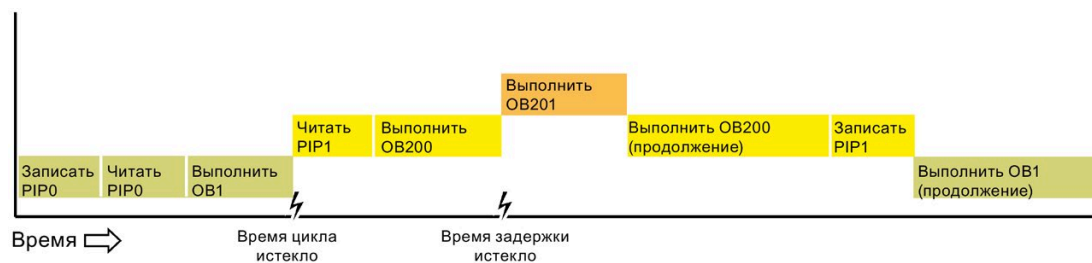 Выполнить
OB201
Читать
PIP1
Выполнить
OB200
Выполнить OB200
(продолжение)
Записать
PIP1
Записать
PIP0
Читать
PIP0
Выполнить
OB1
Выполнить OB1
(продолжение)
Время
Время цикла
истекло
Время задержки
истекло